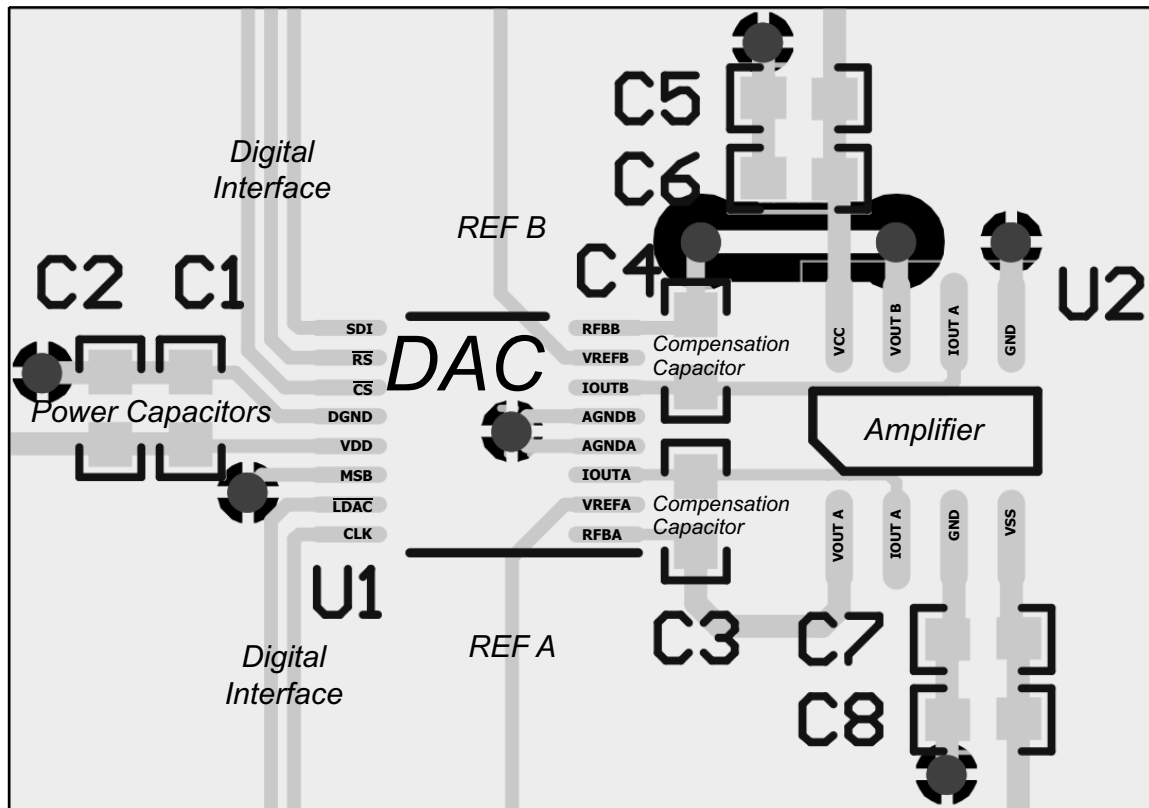 C5
C6
Digital
Interface
REF B
C4
C2
C1
U2
SDI
RS
CS
DGND
VDD
MSB
LDAC
CLK
DAC
RFBB
VREFB
IOUTB
AGNDB
AGNDA
IOUTA
VREFA
RFBA
Compensation
Capacitor
Compensation
Capacitor
VCC
VOUT B
IOUT A
GND
Power Capacitors
Amplifier
VOUT A
IOUT A
GND
VSS
U1
C3
C7
C8
REF A
Digital
Interface